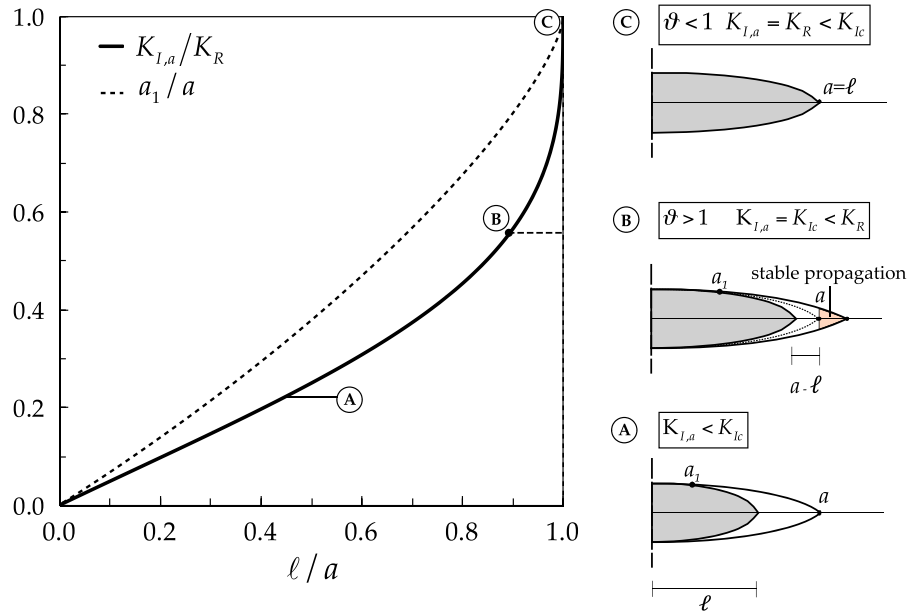 1.0
0.8
0.6
0.4
0.2
0.0
K_{I,a}/K_R
a_1/a
C
B
A
0.0 0.2 0.4 0.6 0.8 1.0
ℓ/a
C
ϑ<1 K_{I,a}=K_R<K_{Ic}
a=ℓ
B
ϑ>1 K_{I,a}=K_{Ic}<K_R
stable propagation
a_1
a
a-ℓ
A
K_{I,a}<K_{Ic}
a_1
a
ℓ